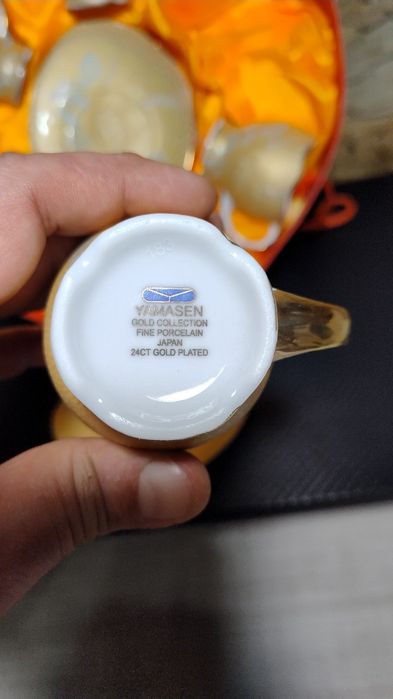 YAMASEN
GOLD COLLECTION
FINE PORCELAIN
JAPAN
24CT GOLD PLATED